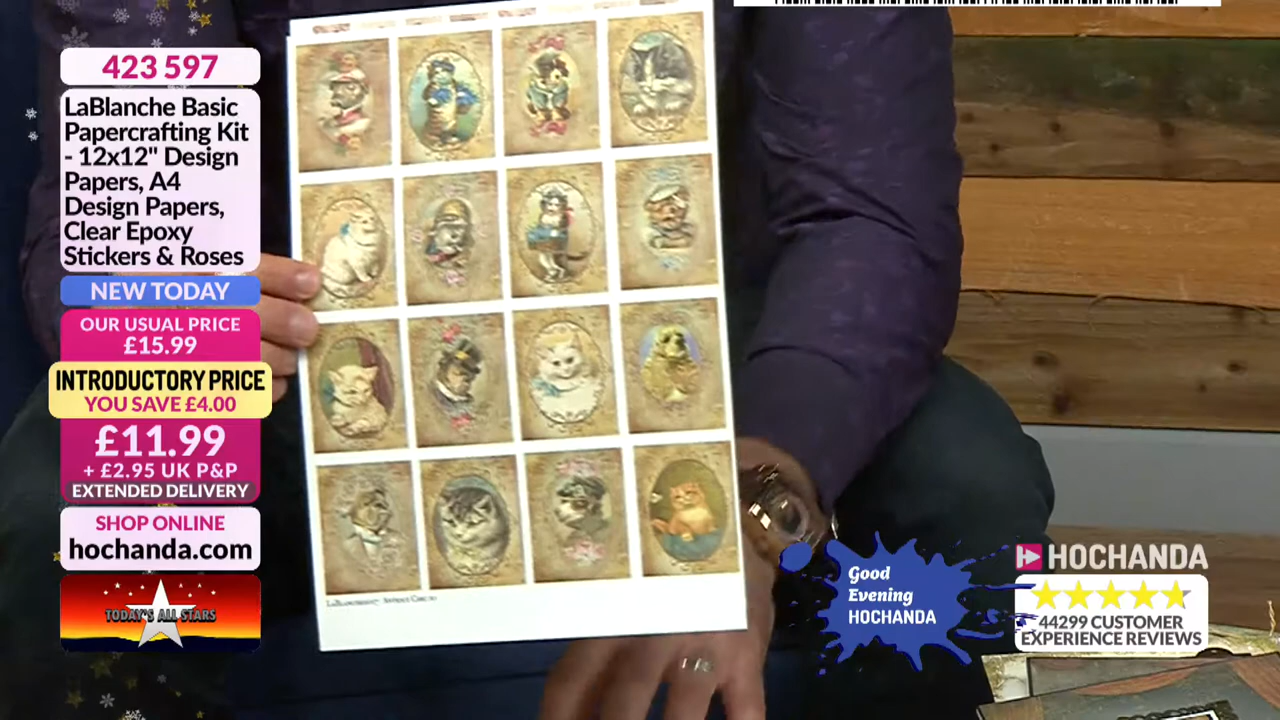 423 597
LaBlanche Basic
Papercrafting Kit
- 12x12" Design
Papers, A4
Design Papers,
Clear Epoxy
Stickers & Roses
NEW TODAY
OUR USUAL PRICE
£15.99
INTRODUCTORY PRICE
YOU SAVE £4.00
£11.99
+ £2.95 UK P&P
EXTENDED DELIVERY
SHOP ONLINE
hochanda.com
TODAY'S ALL STARS
Good
Evening
HOCHANDA
HOCHANDA
44299 CUSTOMER
EXPERIENCE REVIEWS